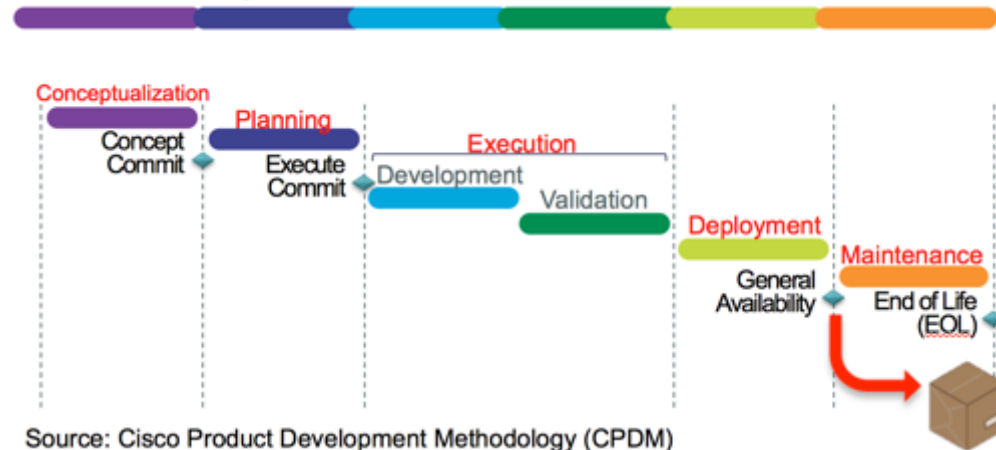 Conceptualization
Concept
Commit
Planning
Execute
Commit
Execution
Development
Validation
Deployment
General
Availability
Maintenance
End of Life
(EOL)
Source: Cisco Product Development Methodology (CPDM)